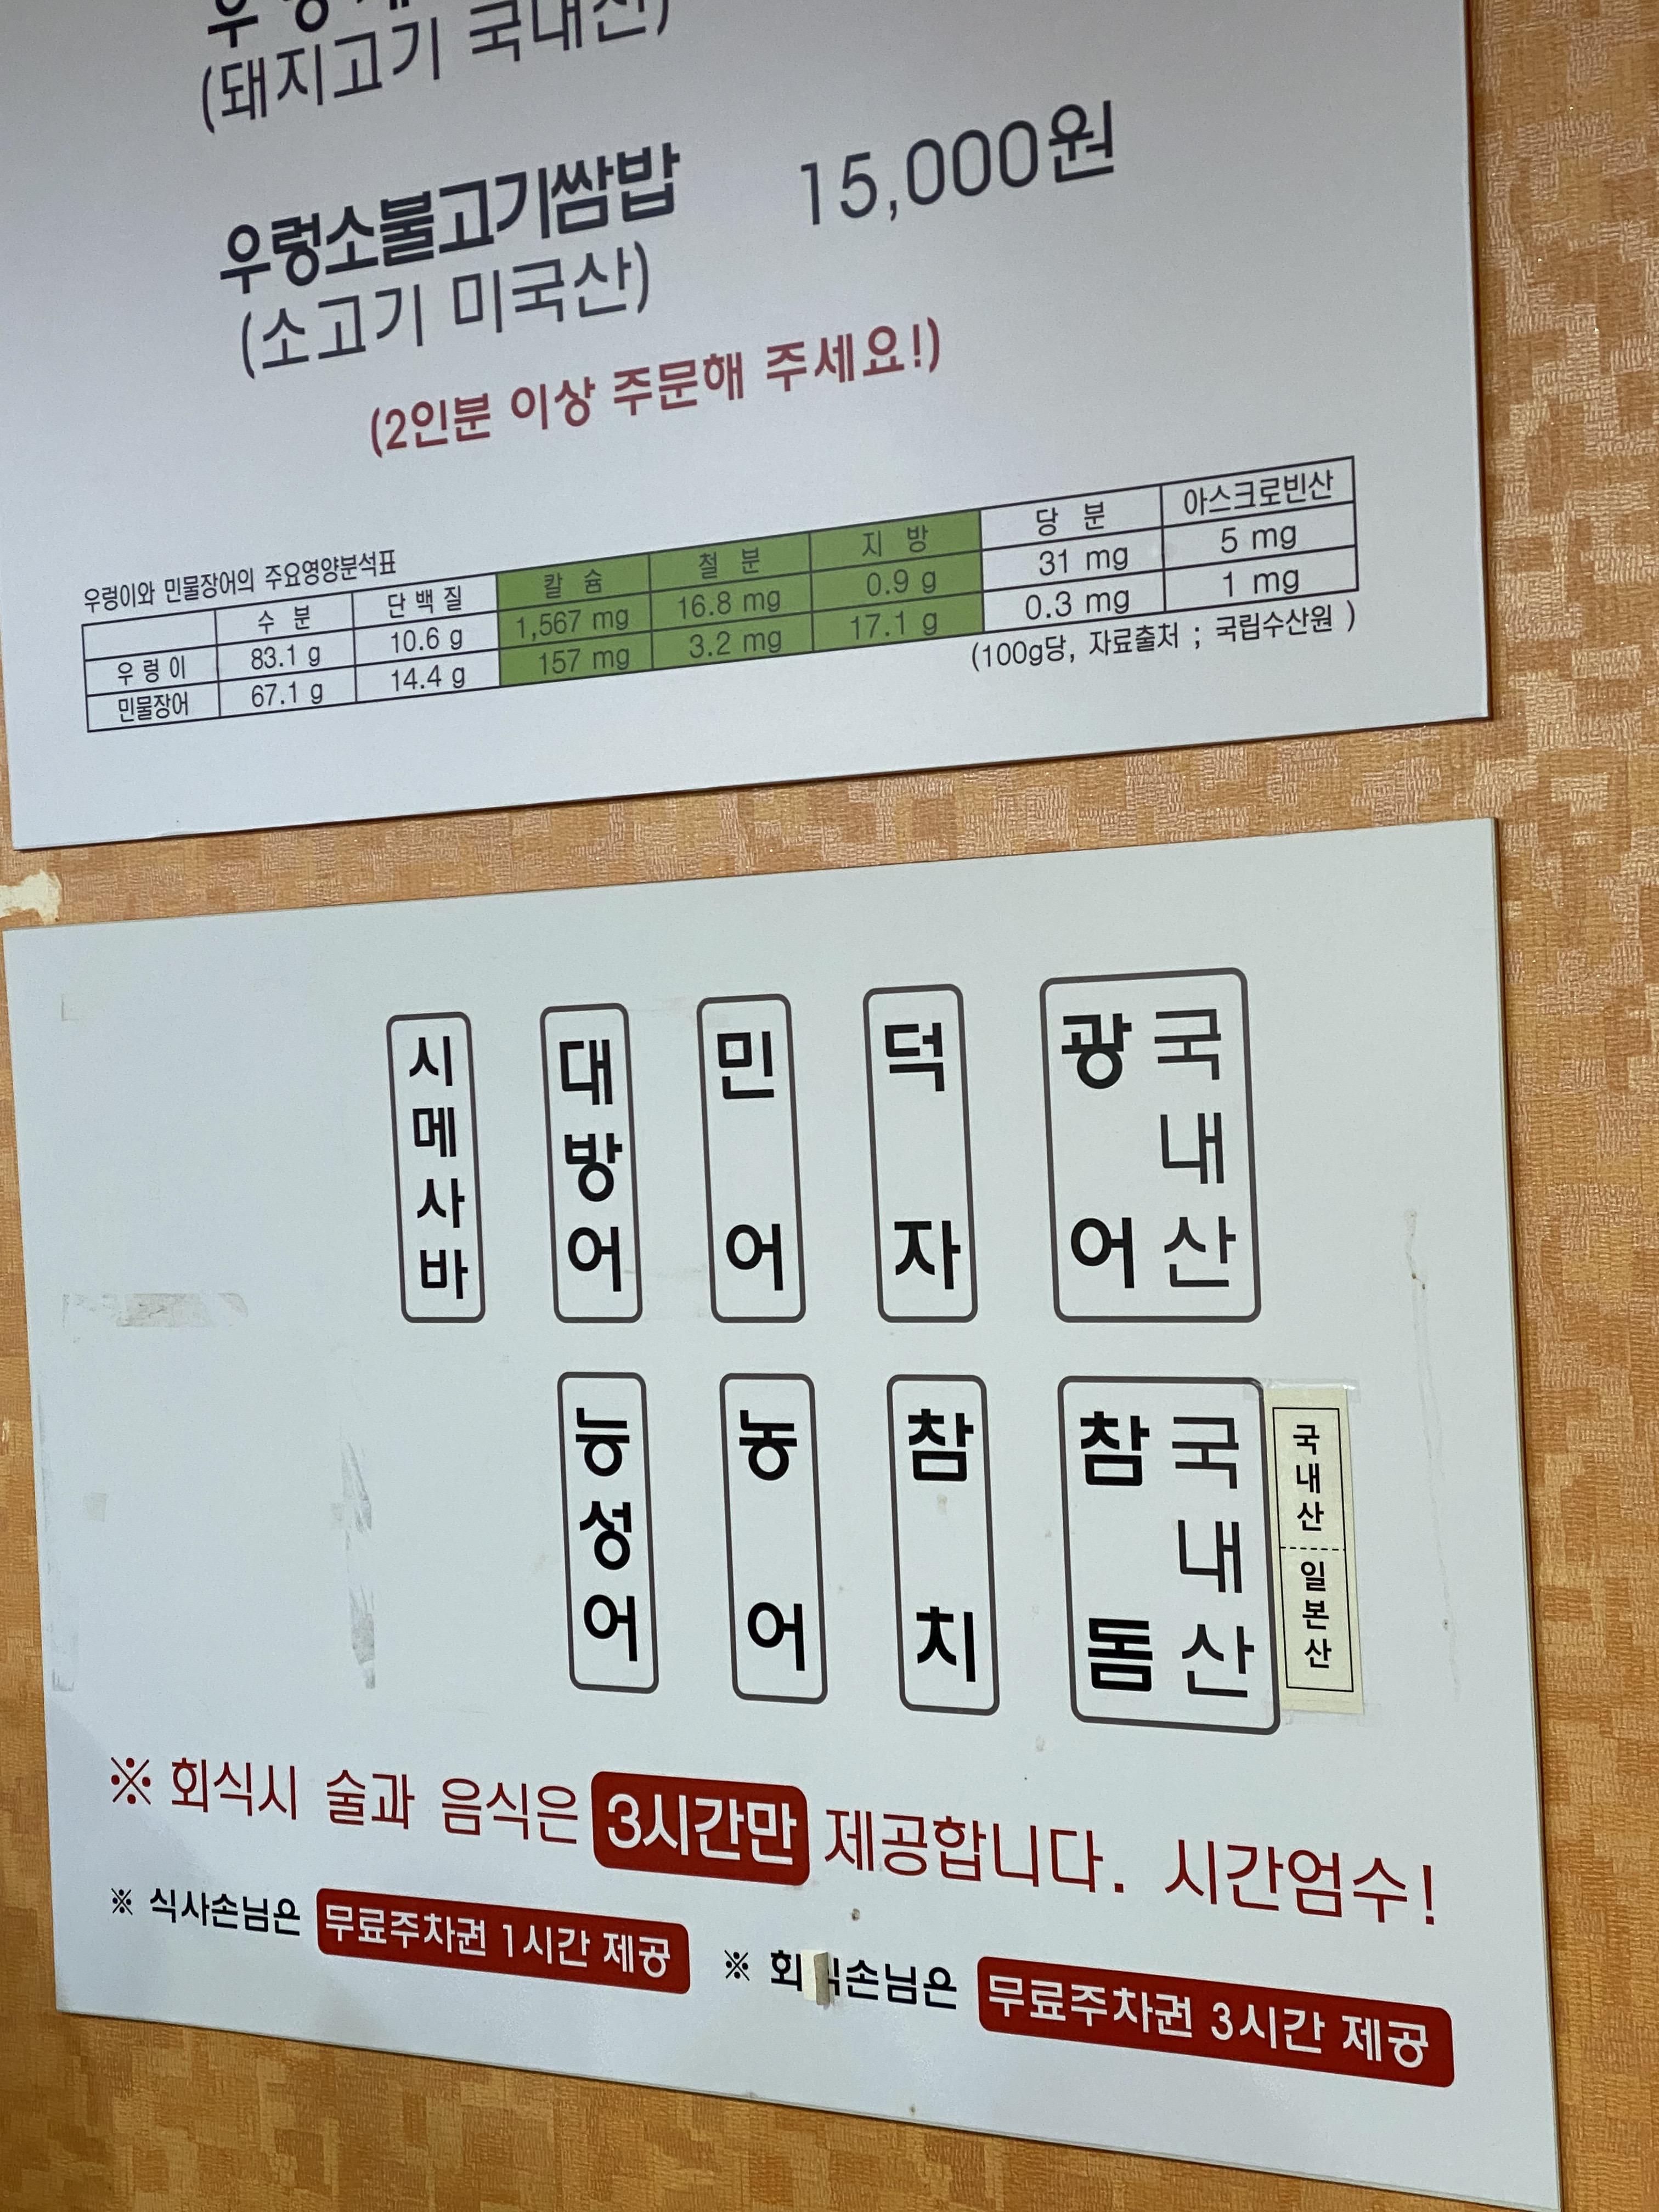 (돼지고기 국내산)
우렁소불고기쌈밥 15,000원
(소고기 미국산)
(2인분 이상 주문해 주세요!)
우렁이와 민물장어의 주요영양분석표
수 분 단 백 질 칼 슘 철 분 지 방 당 분 아스크로빈산
우 렁 이 83.1 g 10.6 g 1,567 mg 16.8 mg 0.9 g 31 mg 5 mg
민물장어 67.1 g 14.4 g 157 mg 3.2 mg 17.1 g 0.3 mg 1 mg
(100g당, 자료출처 ; 국립수산원 )
시메사바
대방어
민어
덕자
광어
국내산
능성어
농어
참치
참돔
국내산
국내산
일본산
※ 회식시 술과 음식은 3시간만 제공합니다. 시간엄수!
※ 식사손님은 무료주차권 1시간 제공 ※ 회식손님은 무료주차권 3시간 제공